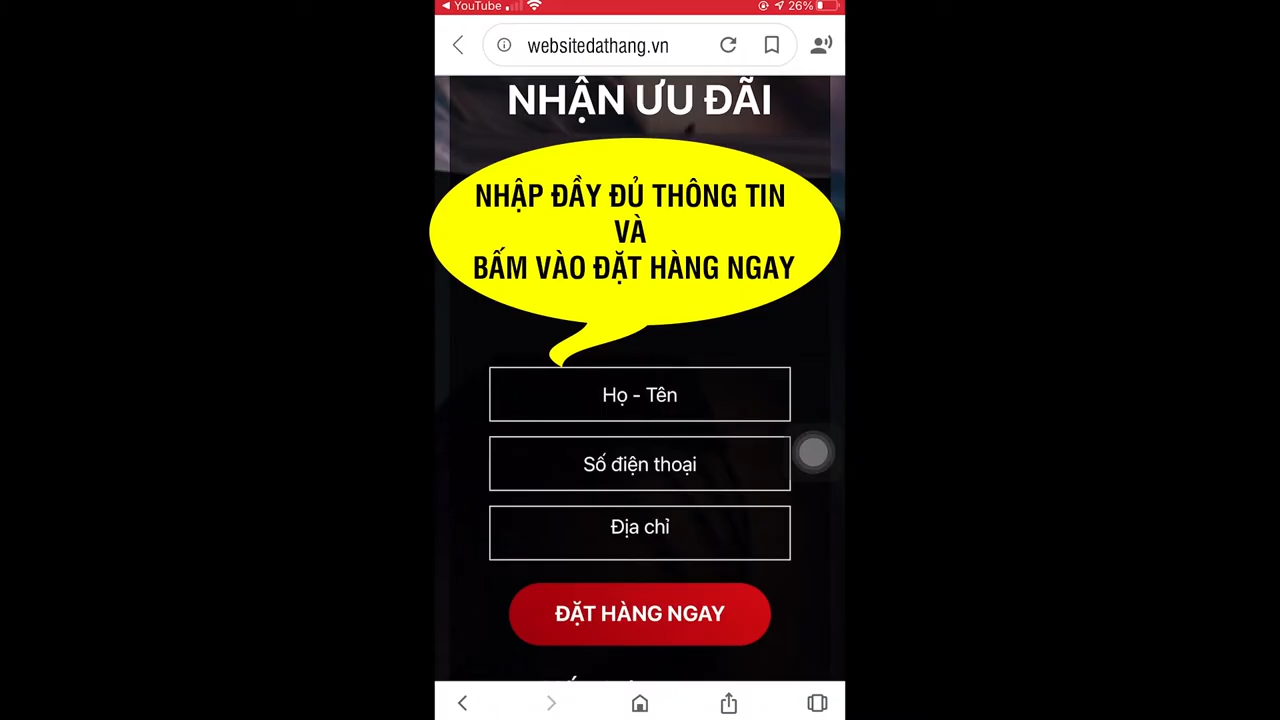 YouTube
26%
websitedathang.vn
NHẬN ƯU ĐÃI
NHẬP ĐẦY ĐỦ THÔNG TIN
VÀ
BẤM VÀO ĐẶT HÀNG NGAY
Họ - Tên
Số điện thoại
Địa chỉ
ĐẶT HÀNG NGAY